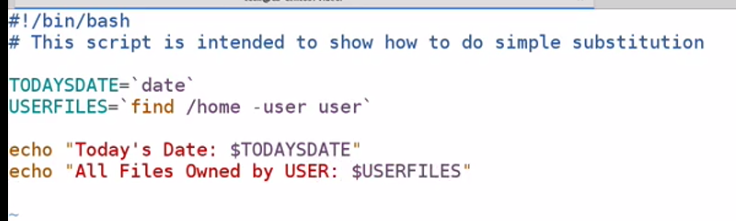 #!/bin/bash
# This script is intended to show how to do simple substitution
TODAYSDATE=`date`
USERFILES=`find /home -user user`
echo "Today's Date: $TODAYSDATE"
echo "All Files Owned by USER: $USERFILES"
~